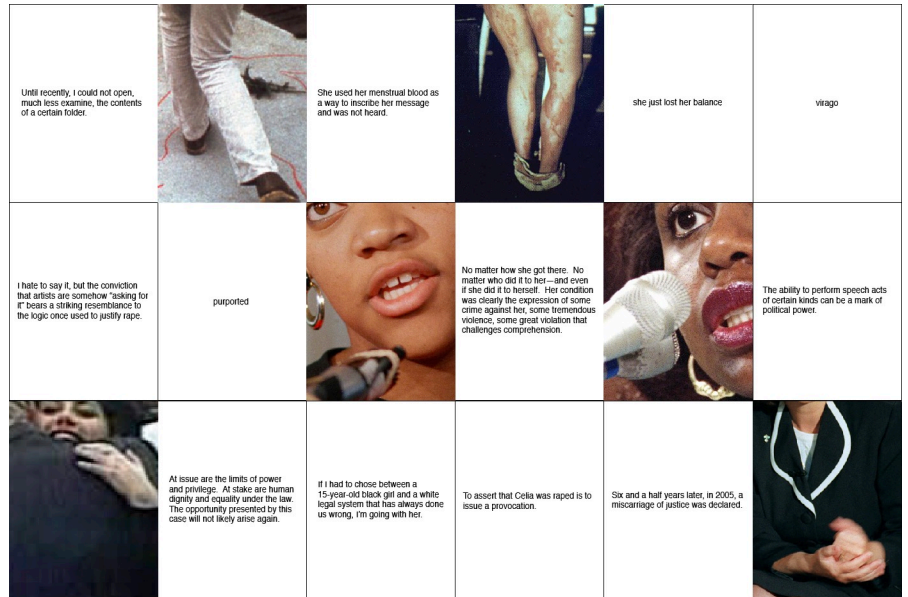 Until recently, I could not open,
much less examine, the contents
of a certain folder.
She used her menstrual blood as
a way to inscribe her message
and was not heard.
she just lost her balance
virago
I hate to say it, but the conviction
that artists are somehow "asking for
it" bears a striking resemblance to
the logic once used to justify rape.
purported
No matter how she got there.  No
matter who did it to her—and even
if she did it to herself.  Her condition
was clearly the expression of some
crime against her, some tremendous
violence, some great violation that
challenges comprehension.
The ability to perform speech acts
of certain kinds can be a mark of
political power.
At issue are the limits of power
and privilege.  At stake are human
dignity and equality under the law.
The opportunity presented by this
case will not likely arise again.
If I had to chose between a
15-year-old black girl and a white
legal system that has always done
us wrong, I'm going with her.
To assert that Celia was raped is to
issue a provocation.
Six and a half years later, in 2005, a
miscarriage of justice was declared.